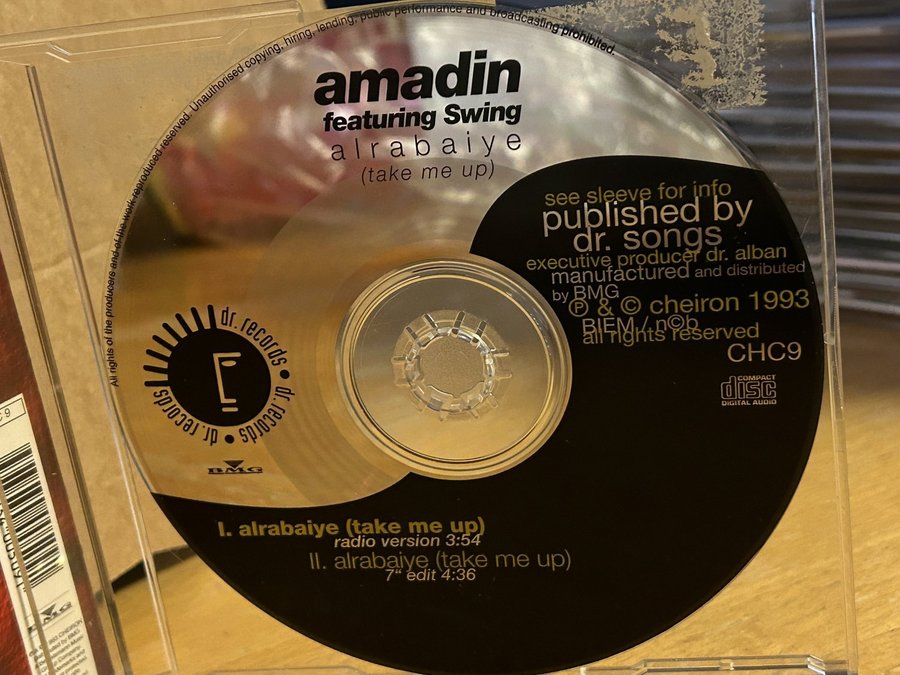 All rights of the producers and of the work reproduced reserved. Unauthorised copying, hiring, lending, public performance and broadcasting prohibited.
amadin
featuring Swing
alrabaiye
(take me up)
see sleeve for info
published by
dr. songs
executive producer dr. alban
manufactured and distributed
by BMG
℗ & © cheiron 1993
BIEM / n©b
all rights reserved
CHC9
COMPACT
disc
DIGITAL AUDIO
dr. records • dr. records • dr. records
BMG
I. alrabaiye (take me up)
radio version 3:54
II. alrabaiye (take me up)
7" edit 4:36
BMG